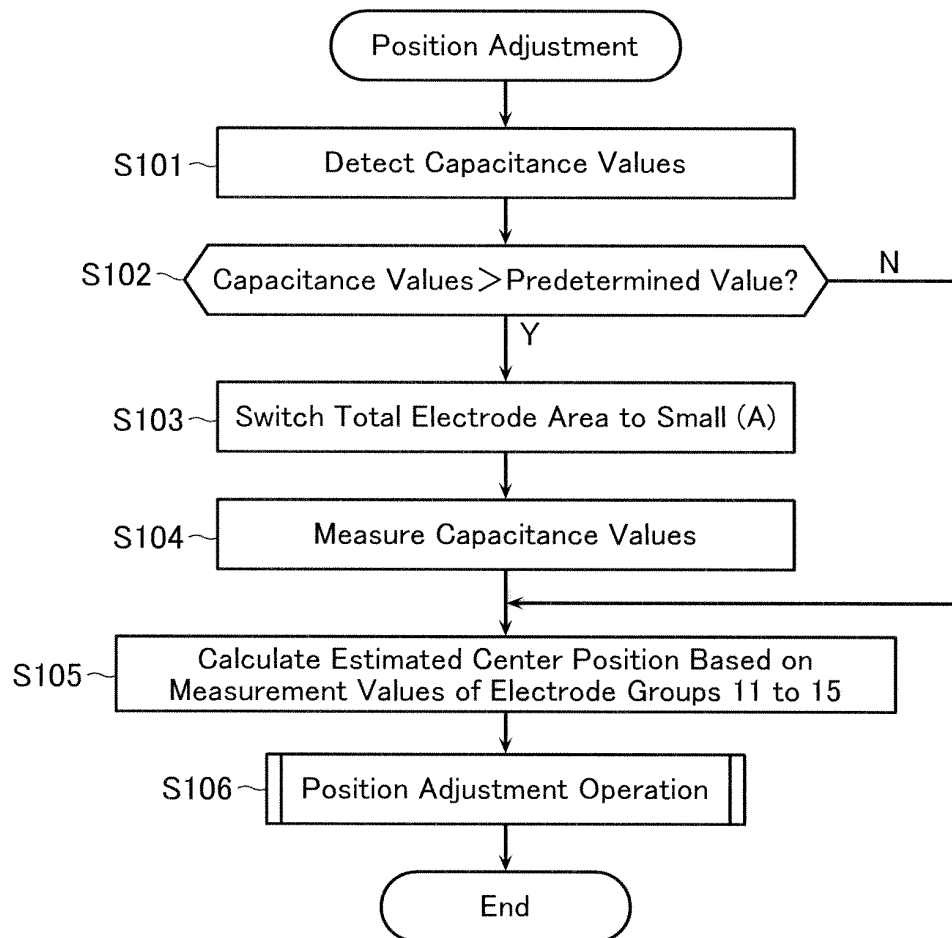 Position Adjustment
S101
Detect Capacitance Values
S102
Capacitance Values＞Predetermined Value?
N
Y
S103
Switch Total Electrode Area to Small (A)
S104
Measure Capacitance Values
S105
Calculate Estimated Center Position Based on
Measurement Values of Electrode Groups 11 to 15
S106
Position Adjustment Operation
End